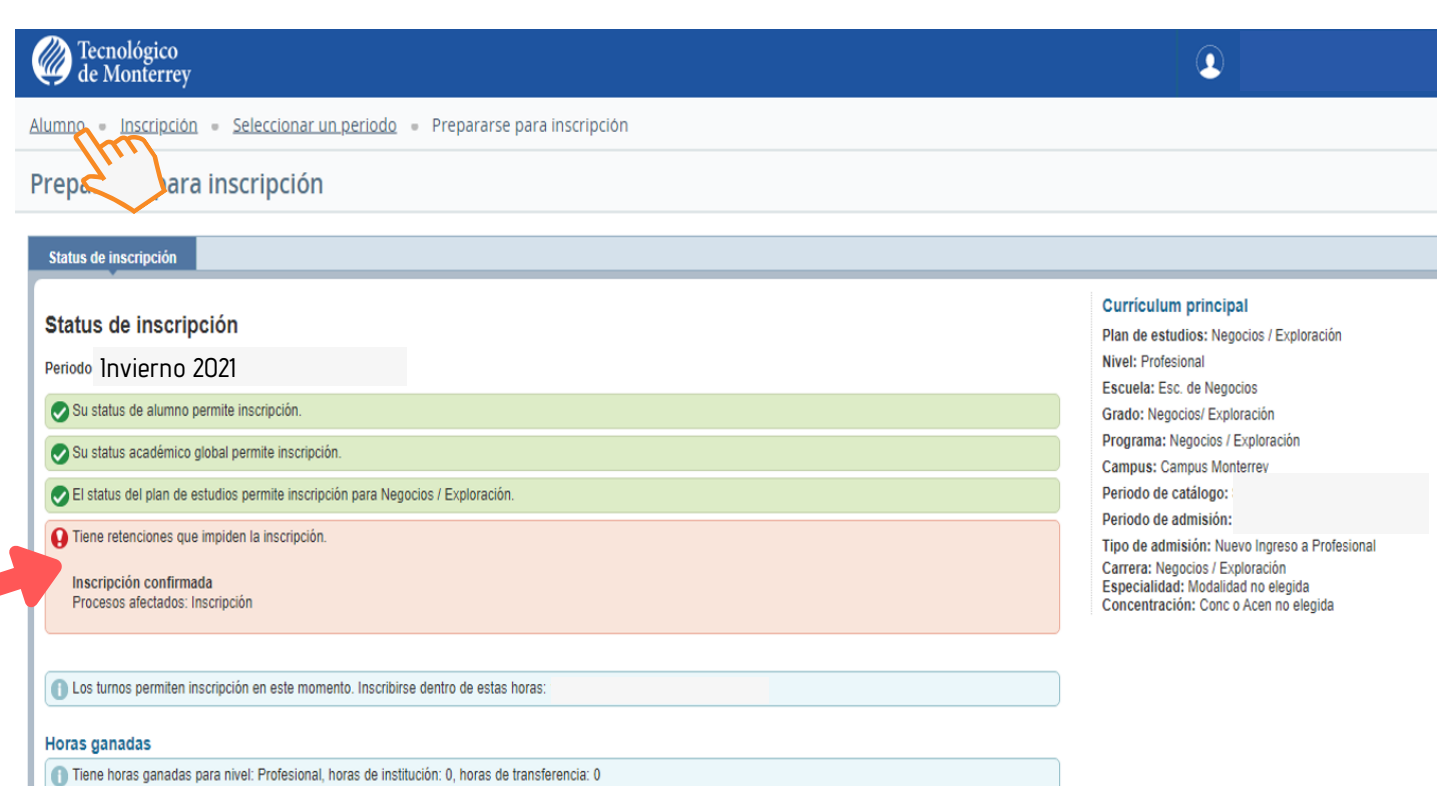 Tecnológico
de Monterrey
Alumno Inscripción Seleccionar un periodo Prepararse para inscripción
para inscripción
Status de inscripción
Status de inscripción
Periodo Invierno 2021
Su status de alumno permite inscripción.
Su status académico global permite inscripción.
El status del plan de estudios permite inscripción para Negocios / Exploración.
Tiene retenciones que impiden la inscripción.
Inscripción confirmada
Procesos afectados: Inscripción
Los turnos permiten inscripción en este momento. Inscribirse dentro de estas horas:
Horas ganadas
Tiene horas ganadas para nivel: Profesional, horas de institución: 0, horas de transferencia: 0
Currículum principal
Plan de estudios: Negocios / Exploración
Nivel: Profesional
Escuela: Esc. de Negocios
Grado: Negocios/ Exploración
Programa: Negocios / Exploración
Campus: Campus Monterrey
Periodo de catálogo:
Periodo de admisión:
Tipo de admisión: Nuevo Ingreso a Profesional
Carrera: Negocios / Exploración
Especialidad: Modalidad no elegida
Concentración: Conc o Acen no elegida